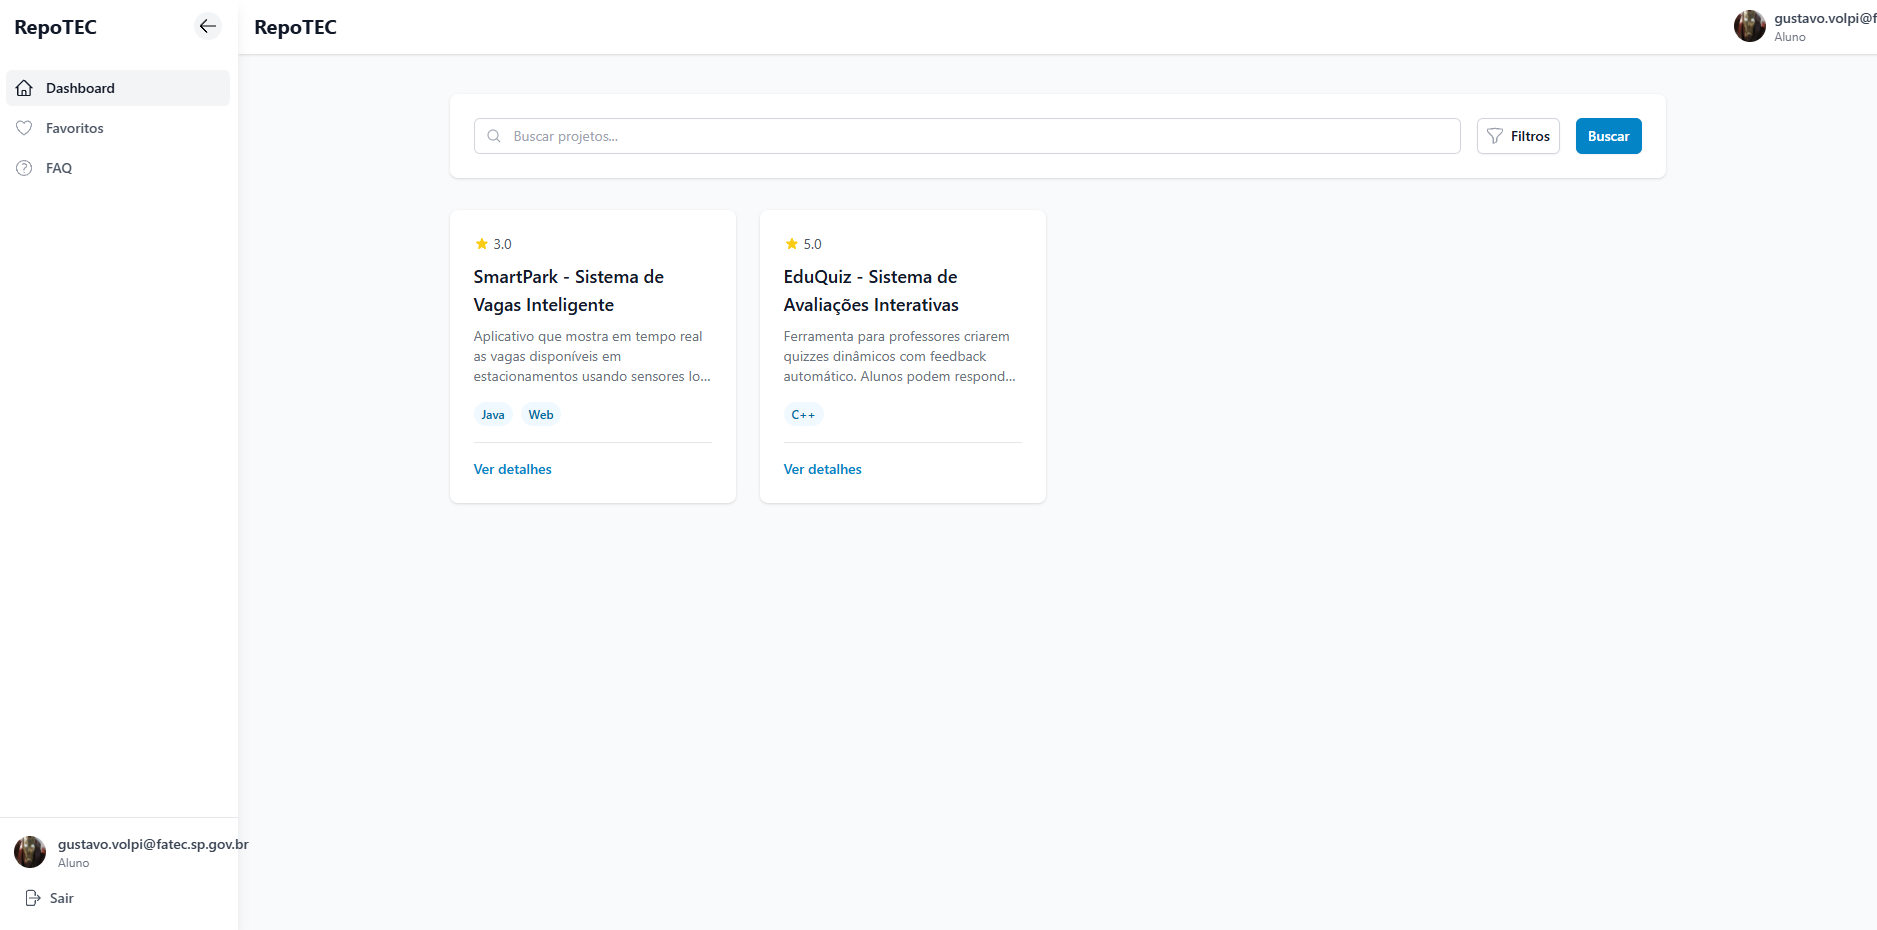 RepoTEC
Dashboard
Favoritos
FAQ
gustavo.volpi@fatec.sp.gov.br
Aluno
Sair
RepoTEC
gustavo.volpi@f
Aluno
Buscar projetos...
Filtros
Buscar
3.0
SmartPark - Sistema de
Vagas Inteligente
Aplicativo que mostra em tempo real
as vagas disponíveis em
estacionamentos usando sensores lo...
Java Web
Ver detalhes
5.0
EduQuiz - Sistema de
Avaliações Interativas
Ferramenta para professores criarem
quizzes dinâmicos com feedback
automático. Alunos podem respond...
C++
Ver detalhes